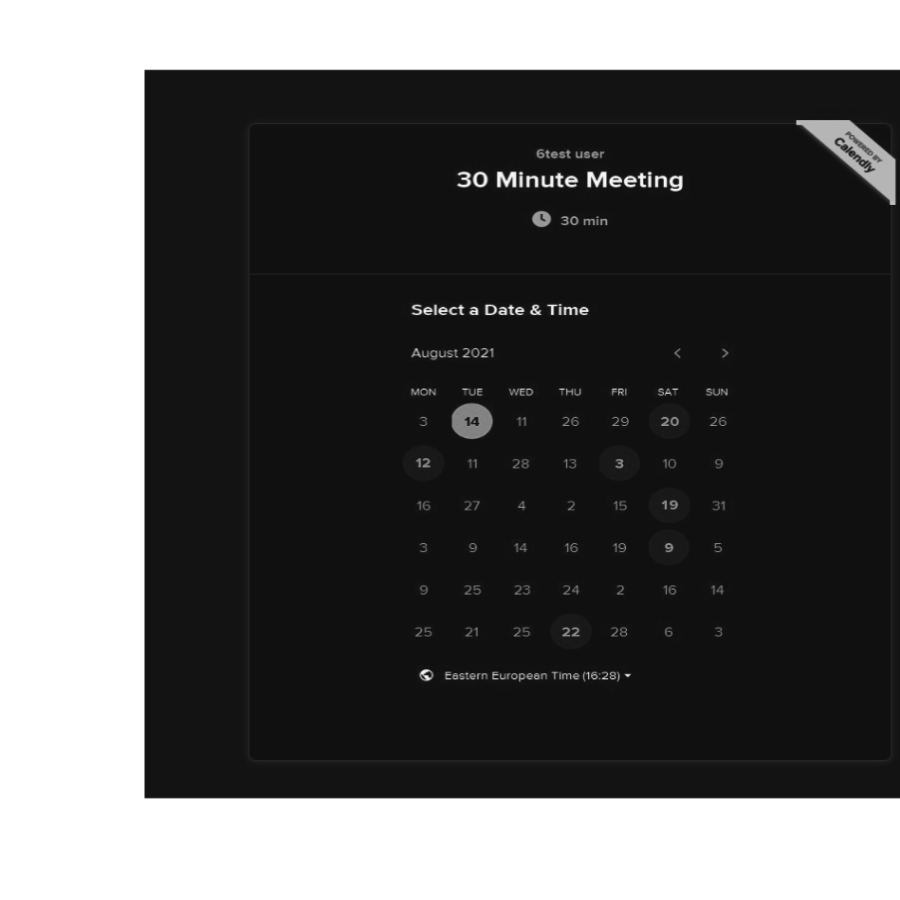 6test user
POWERED BY
Calendly
30 Minute Meeting
30 min
Select a Date & Time
August 2021
MON TUE WED THU FRI SAT SUN
3 14 11 26 29 20 26
12 11 28 13 3 10 9
16 27 4 2 15 19 31
3 9 14 16 19 9 5
9 25 23 24 2 16 14
25 21 25 22 28 6 3
Eastern European Time (16:28)